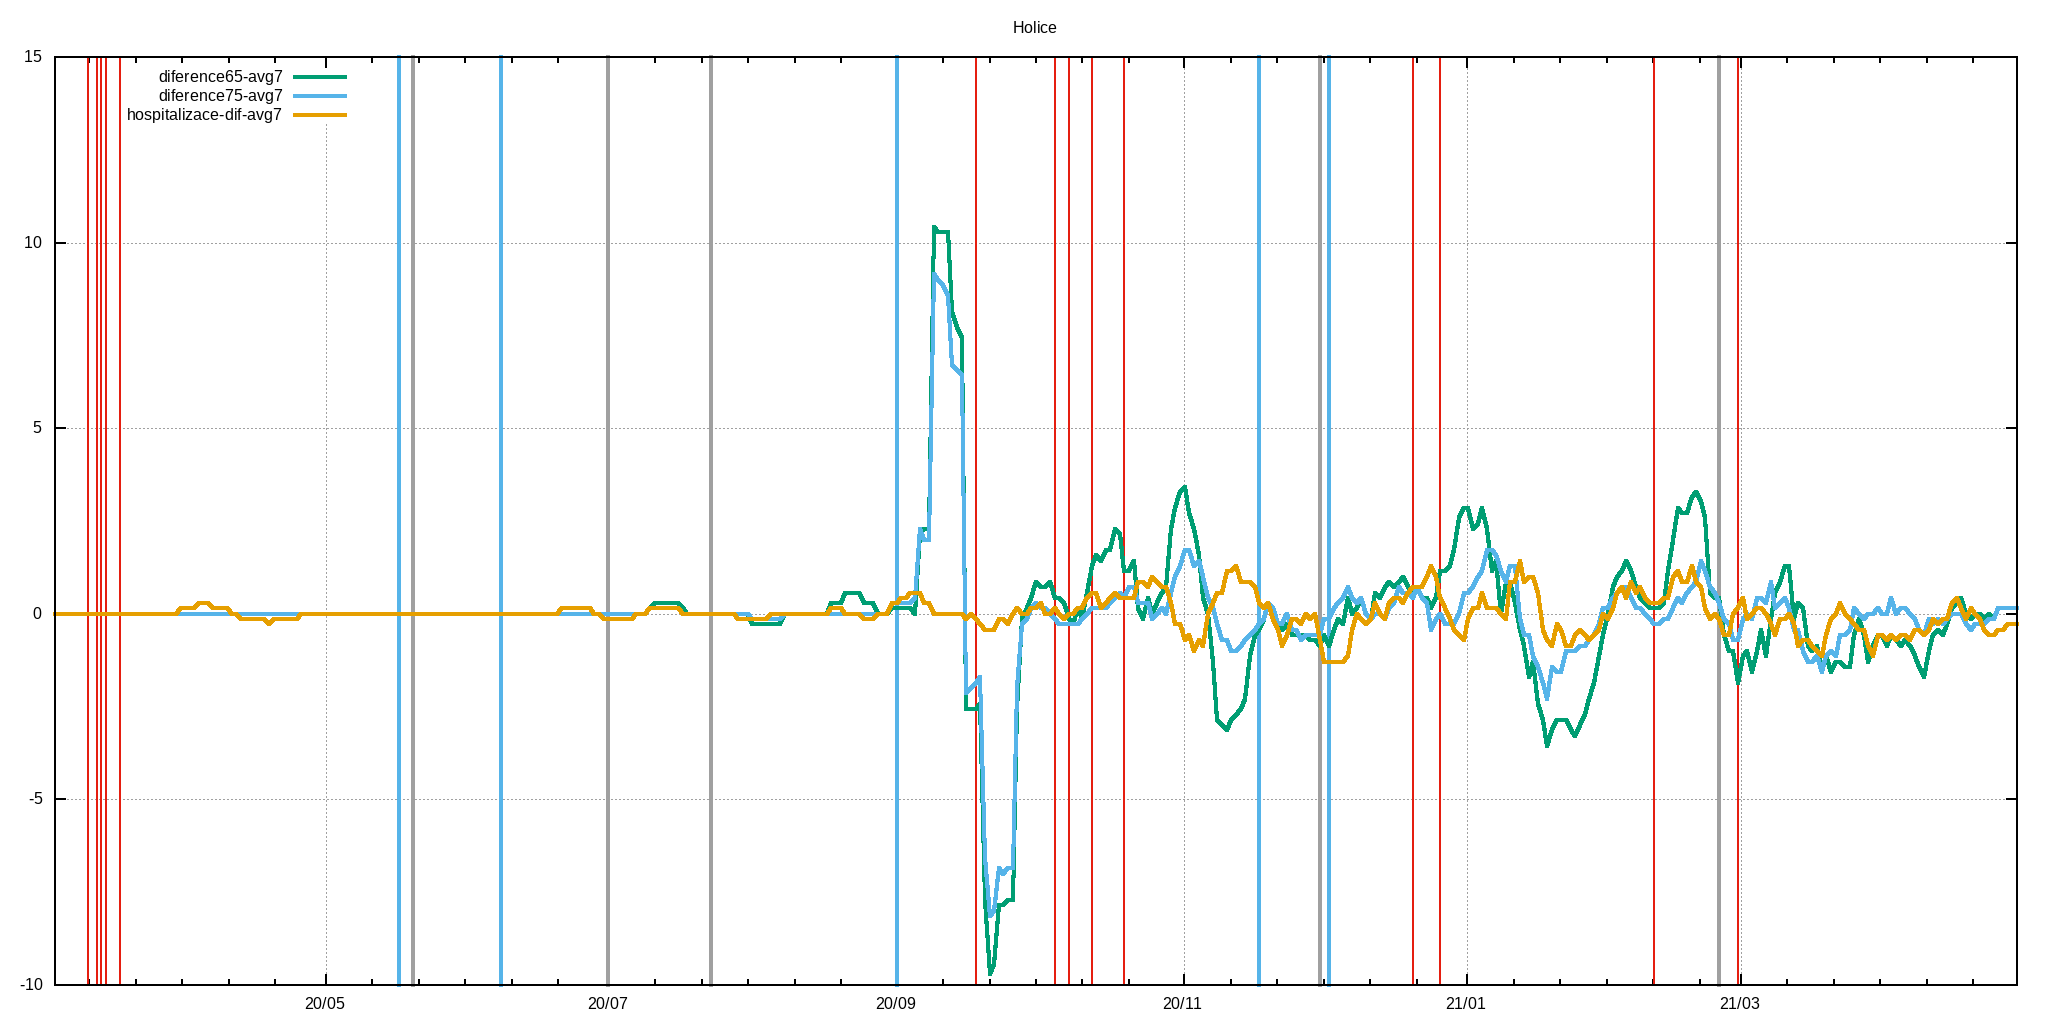 Holice
15
diference65-avg7
diference75-avg7
hospitalizace-dif-avg7
10
5
0
-5
-10
20/05 20/07 20/09 20/11 21/01 21/03